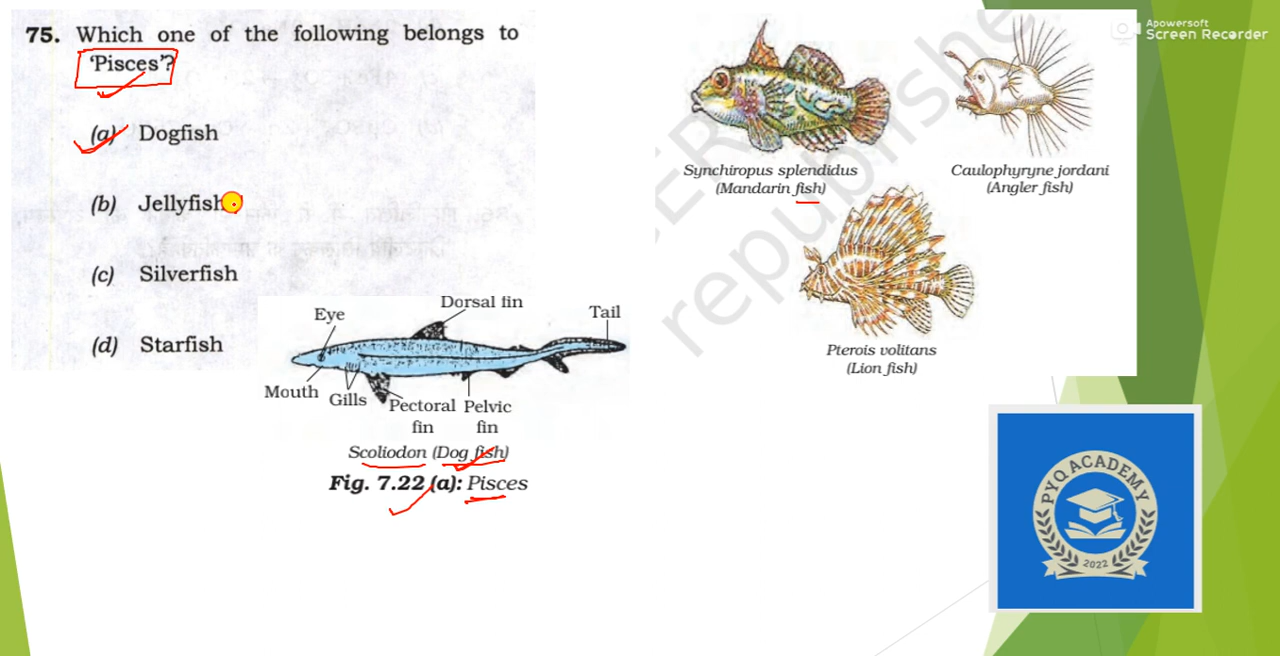 75. Which one of the following belongs to
'Pisces'?
(a) Dogfish
(b) Jellyfish
(c) Silverfish
(d) Starfish
Eye
Dorsal fin
Tail
Mouth
Gills
Pectoral
fin
Pelvic
fin
Scoliodon (Dog fish)
Fig. 7.22 (a): Pisces
Synchiropus splendidus
(Mandarin fish)
Caulophyryne jordani
(Angler fish)
Pterois volitans
(Lion fish)
republishe
Apowersoft
Screen Recorder
PYQ ACADEMY
2022